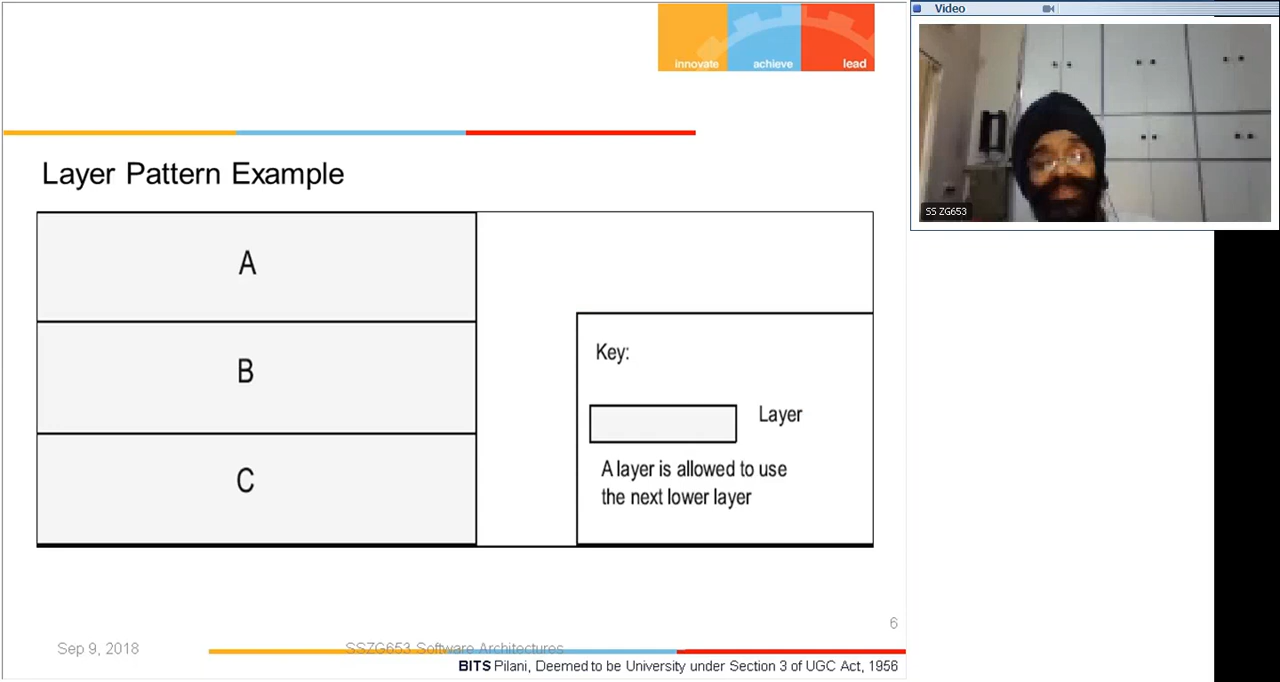 innovate achieve lead
Video
SS ZG653
Layer Pattern Example
A
B
C
Key:
Layer
A layer is allowed to use
the next lower layer
6
Sep 9, 2018
SSZG653 Software Architectures
BITS Pilani, Deemed to be University under Section 3 of UGC Act, 1956